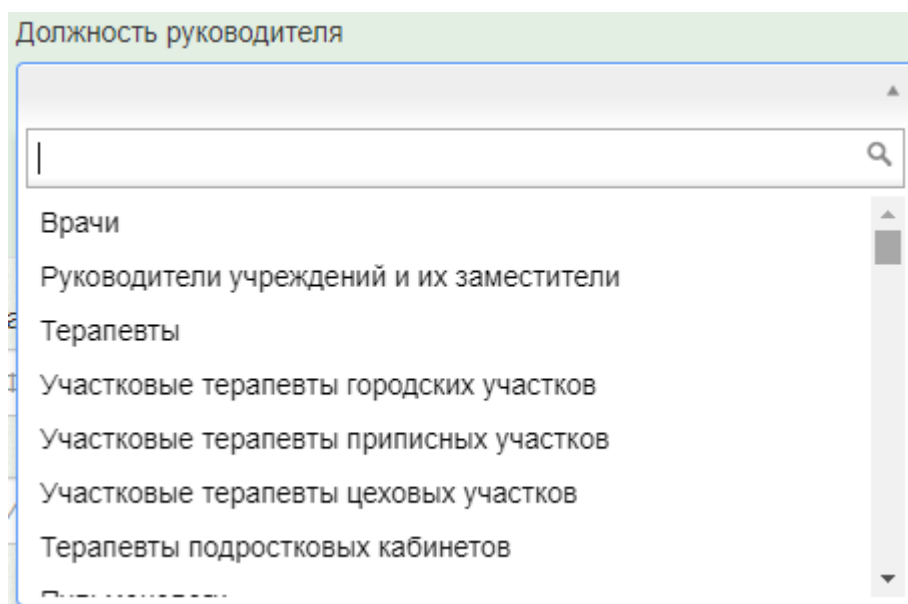 Должность руководителя
Врачи
Руководители учреждений и их заместители
Терапевты
Участковые терапевты городских участков
Участковые терапевты приписных участков
Участковые терапевты цеховых участков
Терапевты подростковых кабинетов